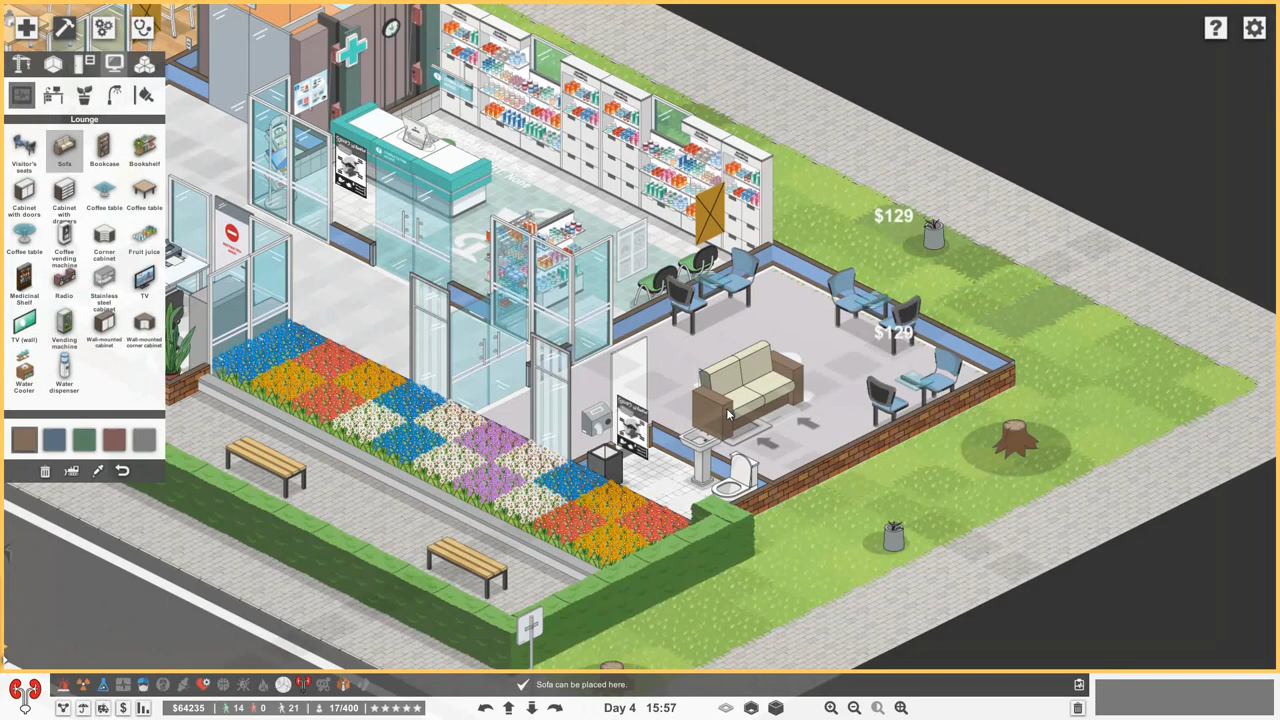 Lounge
Visitor's seats
Sofa
Bookcase
Bookshelf
Cabinet with doors
Cabinet with drawers
Coffee table
Coffee table
Coffee table
Coffee vending machine
Corner cabinet
Fruit juice
Medicinal Shelf
Radio
Stainless steel cabinet
TV
TV (wall)
Vending machine
Wall-mounted cabinet
Wall-mounted corner cabinet
Water Cooler
Water dispenser
$129
$129
?
Sofa can be placed here.
$64235
14
0
21
17/400
Day 4 15:57